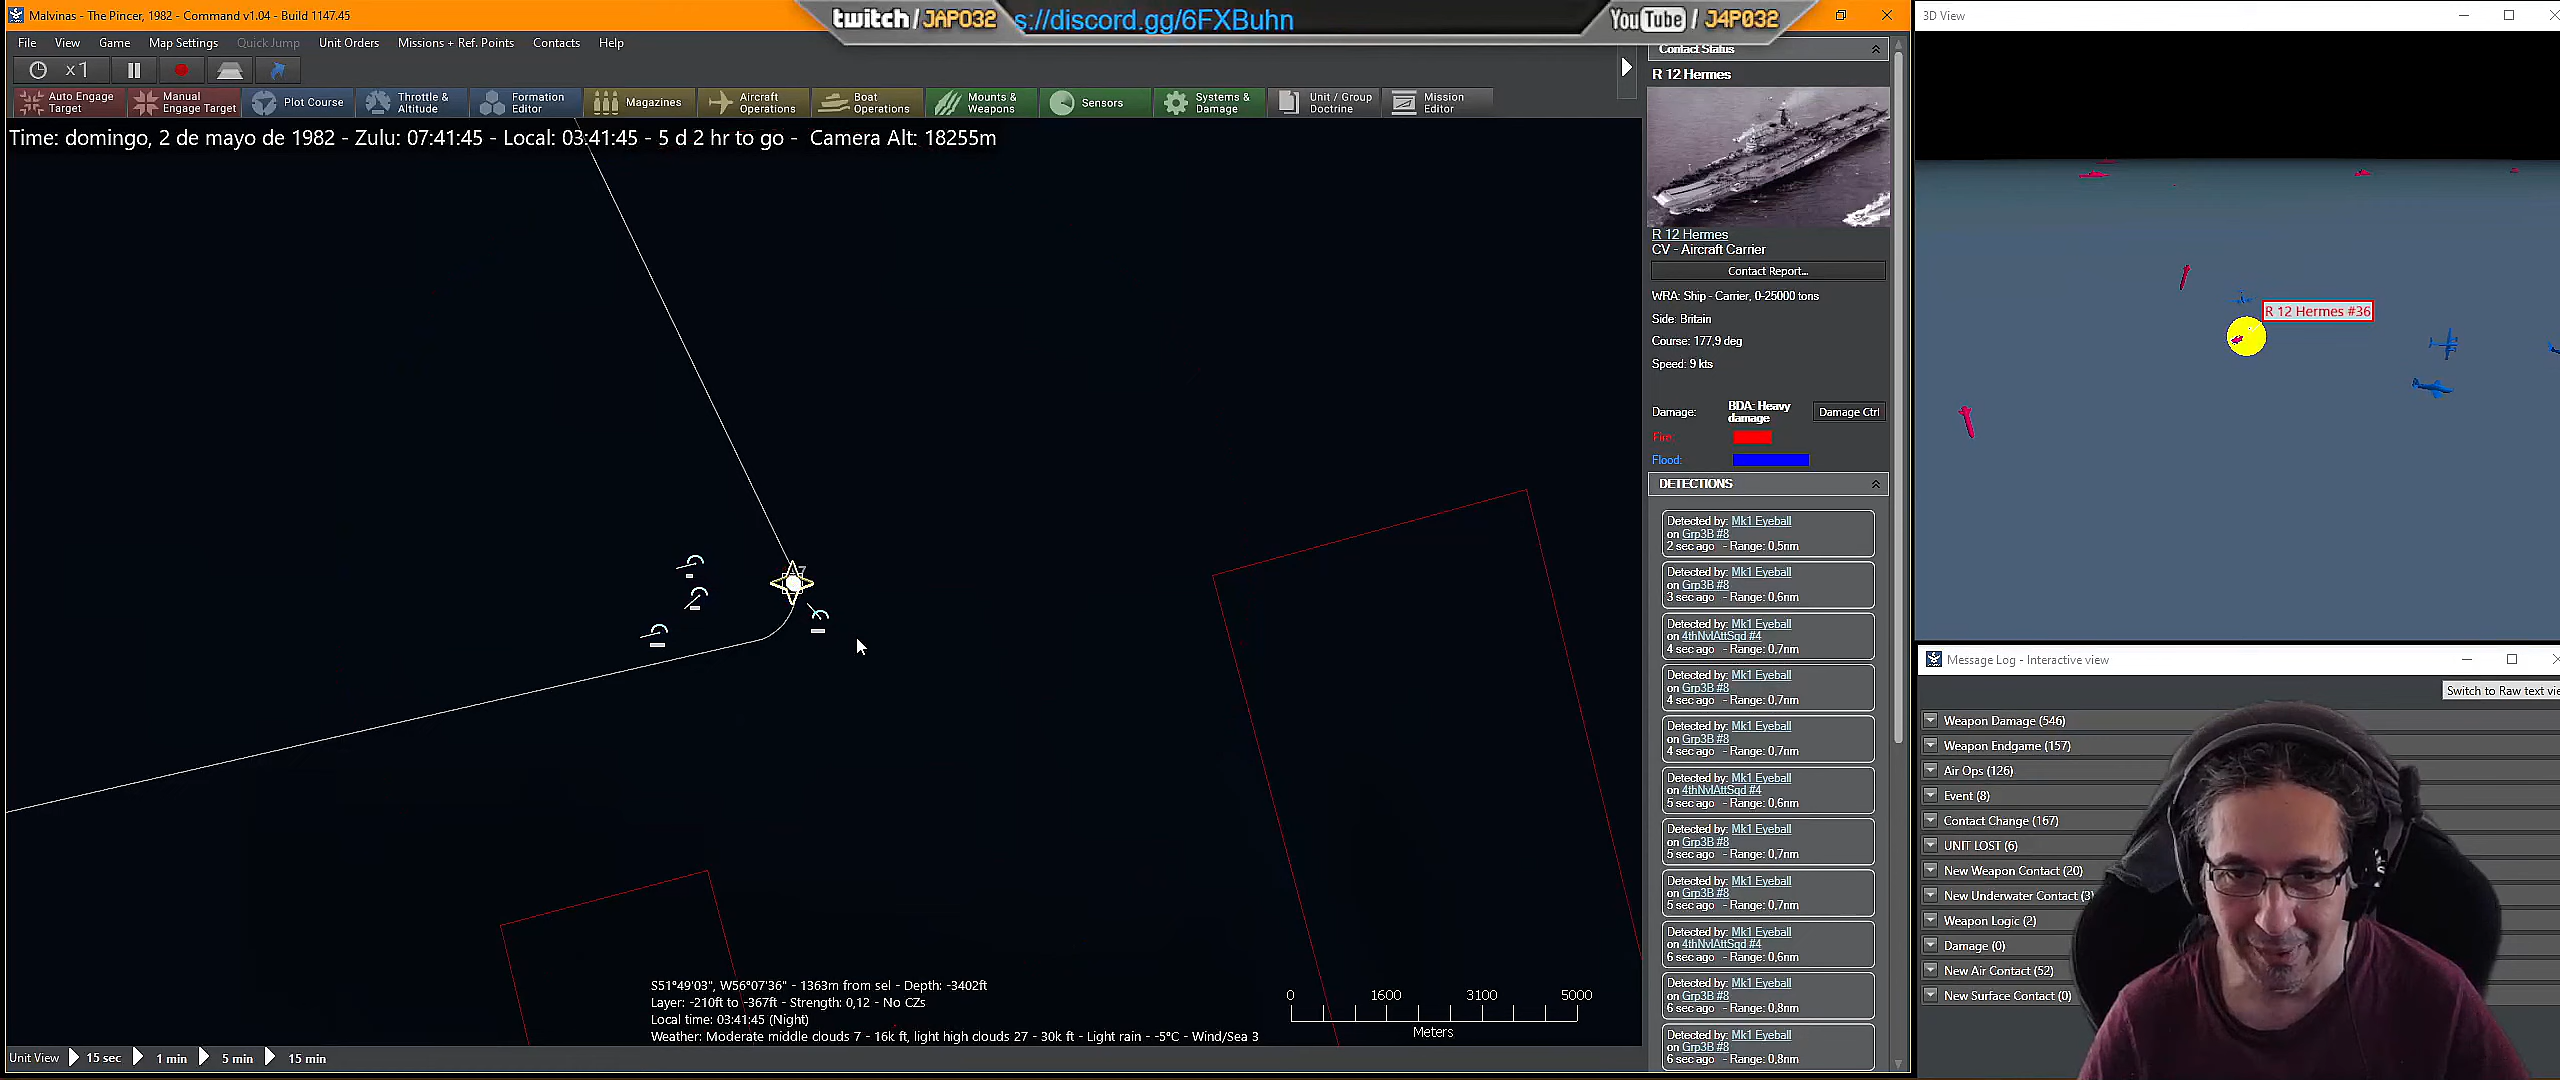 Malvinas - The Pincer, 1982 - Command v1.04 - Build 1147.45
twitch / JAPO32
s://discord.gg/6FXBuhn
YouTube / J4P032
File View Game Map Settings Quick Jump Unit Orders Missions + Ref. Points Contacts Help
x1
Auto Engage Target
Manual Engage Target
Plot Course
Throttle & Altitude
Formation Editor
Magazines
Aircraft Operations
Boat Operations
Mounts & Weapons
Sensors
Systems & Damage
Unit / Group Doctrine
Mission Editor
Time: domingo, 2 de mayo de 1982 - Zulu: 07:41:45 - Local: 03:41:45 - 5 d 2 hr to go - Camera Alt: 18255m
S51°49'03", W56°07'36" - 1363m from sel - Depth: -3402ft
Layer: -210ft to -367ft - Strength: 0,12 - No CZs
Local time: 03:41:45 (Night)
Weather: Moderate middle clouds 7 - 16k ft, light high clouds 27 - 30k ft - Light rain - -5°C - Wind/Sea 3
0 1600 3100 5000
Meters
Unit View 15 sec 1 min 5 min 15 min
Contact Status
R 12 Hermes
R 12 Hermes
CV - Aircraft Carrier
Contact Report...
WRA: Ship - Carrier, 0-25000 tons
Side: Britain
Course: 177,9 deg
Speed: 9 kts
Damage: BDA: Heavy damage
Damage Ctrl
Fire:
Flood:
DETECTIONS
Detected by: Mk1 Eyeball
on Grp3B #8
2 sec ago - Range: 0,5nm
Detected by: Mk1 Eyeball
on Grp3B #8
3 sec ago - Range: 0,6nm
Detected by: Mk1 Eyeball
on 4thNvlAttSqd #4
4 sec ago - Range: 0,7nm
Detected by: Mk1 Eyeball
on Grp3B #8
4 sec ago - Range: 0,7nm
Detected by: Mk1 Eyeball
on Grp3B #8
4 sec ago - Range: 0,7nm
Detected by: Mk1 Eyeball
on 4thNvlAttSqd #4
5 sec ago - Range: 0,6nm
Detected by: Mk1 Eyeball
on Grp3B #8
5 sec ago - Range: 0,7nm
Detected by: Mk1 Eyeball
on Grp3B #8
5 sec ago - Range: 0,7nm
Detected by: Mk1 Eyeball
on 4thNvlAttSqd #4
6 sec ago - Range: 0,6nm
Detected by: Mk1 Eyeball
on Grp3B #8
6 sec ago - Range: 0,8nm
Detected by: Mk1 Eyeball
on Grp3B #8
6 sec ago - Range: 0,8nm
3D View
R 12 Hermes #36
Message Log - Interactive view
Switch to Raw text vie
Weapon Damage (546)
Weapon Endgame (157)
Air Ops (126)
Event (8)
Contact Change (167)
UNIT LOST (6)
New Weapon Contact (20)
New Underwater Contact (3)
Weapon Logic (2)
Damage (0)
New Air Contact (52)
New Surface Contact (0)